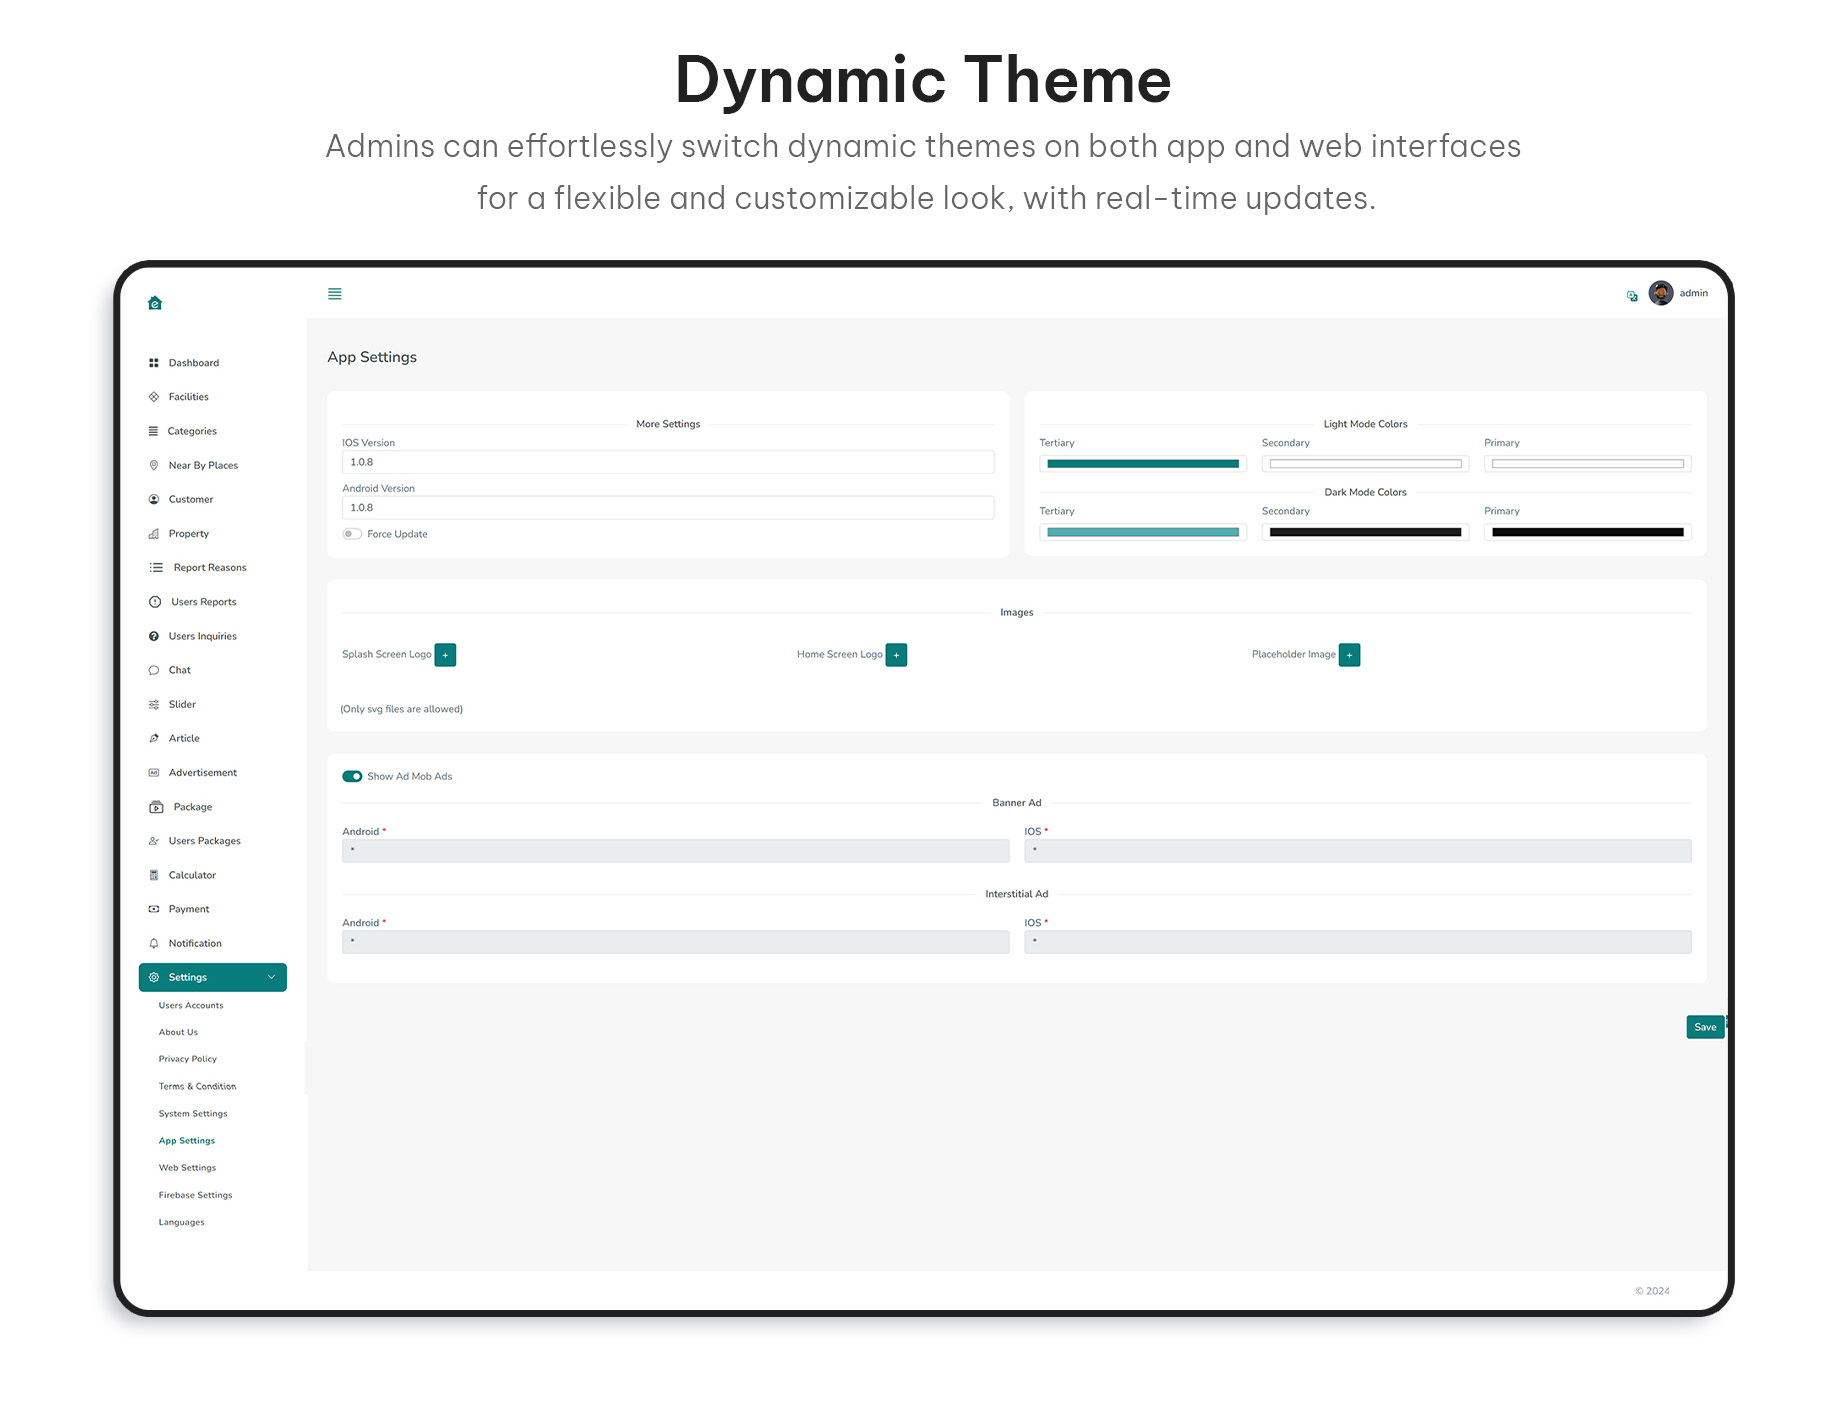 Dynamic Theme
Admins can effortlessly switch dynamic themes on both app and web interfaces
for a flexible and customizable look, with real-time updates.
admin
Dashboard
Facilities
Categories
Near By Places
Customer
Property
Report Reasons
Users Reports
Users Inquiries
Chat
Slider
Article
Advertisement
Package
Users Packages
Calculator
Payment
Notification
Settings
Users Accounts
About Us
Privacy Policy
Terms & Condition
System Settings
App Settings
Web Settings
Firebase Settings
Languages
App Settings
More Settings
IOS Version
1.0.8
Android Version
1.0.8
Force Update
Light Mode Colors
Tertiary Secondary Primary
Dark Mode Colors
Tertiary Secondary Primary
Images
Splash Screen Logo + Home Screen Logo + Placeholder Image +
(Only svg files are allowed)
Show Ad Mob Ads
Banner Ad
Android * IOS *
* *
Interstitial Ad
Android * IOS *
* *
Save
© 2024